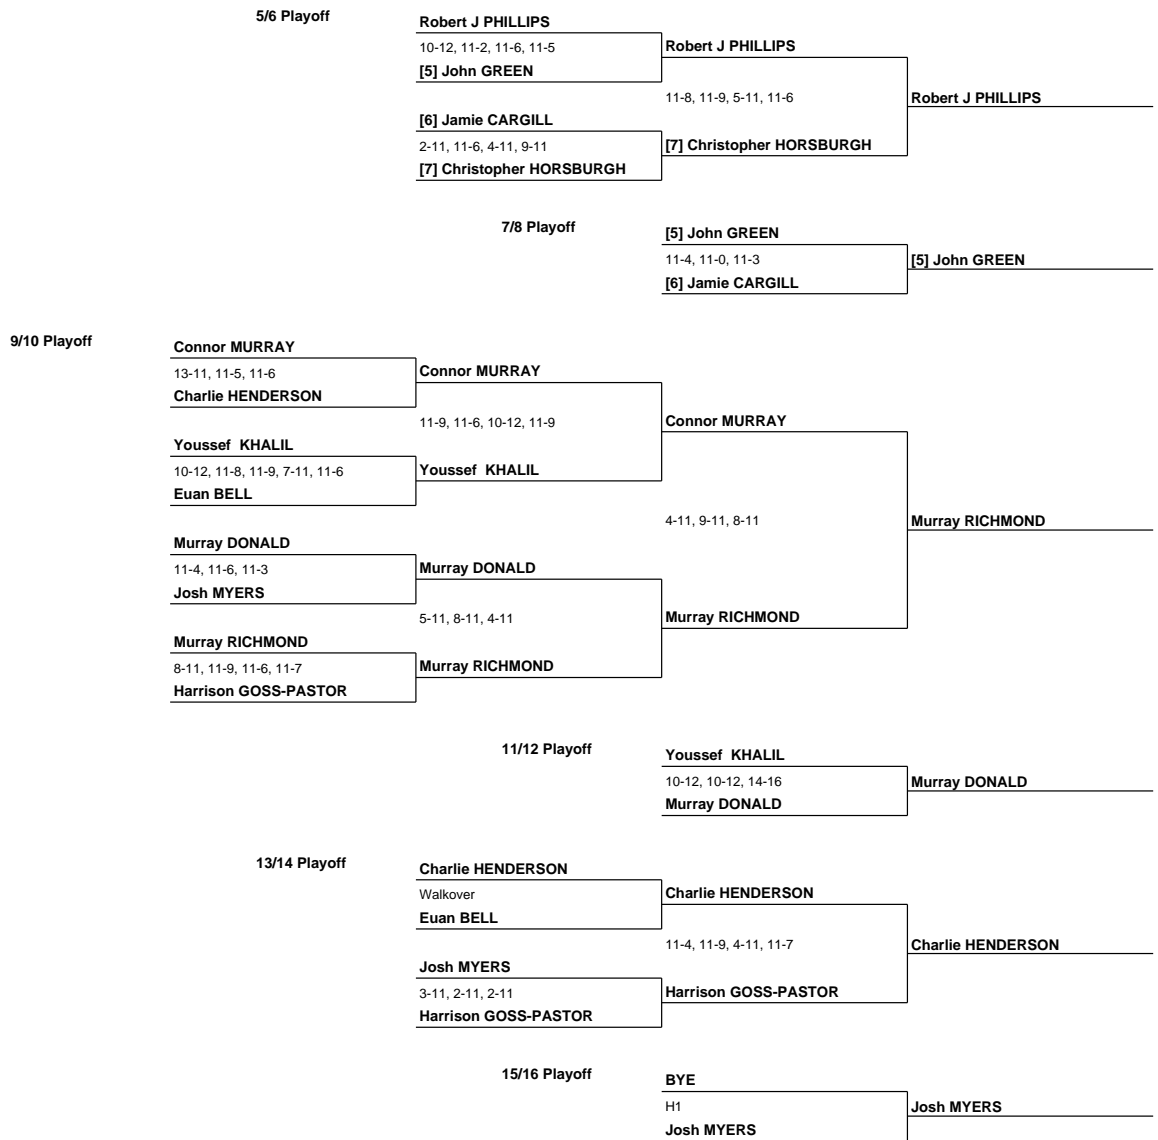 5/6 Playoff
Robert J PHILLIPS
10-12, 11-2, 11-6, 11-5
Robert J PHILLIPS
[5] John GREEN
11-8, 11-9, 5-11, 11-6
Robert J PHILLIPS
[6] Jamie CARGILL
2-11, 11-6, 4-11, 9-11
[7] Christopher HORSBURGH
[7] Christopher HORSBURGH
7/8 Playoff
[5] John GREEN
11-4, 11-0, 11-3
[5] John GREEN
[6] Jamie CARGILL
9/10 Playoff
Connor MURRAY
13-11, 11-5, 11-6
Connor MURRAY
Charlie HENDERSON
11-9, 11-6, 10-12, 11-9
Connor MURRAY
Youssef  KHALIL
10-12, 11-8, 11-9, 7-11, 11-6
Youssef  KHALIL
Euan BELL
4-11, 9-11, 8-11
Murray RICHMOND
Murray DONALD
11-4, 11-6, 11-3
Murray DONALD
Josh MYERS
5-11, 8-11, 4-11
Murray RICHMOND
Murray RICHMOND
8-11, 11-9, 11-6, 11-7
Murray RICHMOND
Harrison GOSS-PASTOR
11/12 Playoff
Youssef  KHALIL
10-12, 10-12, 14-16
Murray DONALD
Murray DONALD
13/14 Playoff
Charlie HENDERSON
Walkover
Charlie HENDERSON
Euan BELL
11-4, 11-9, 4-11, 11-7
Charlie HENDERSON
Josh MYERS
3-11, 2-11, 2-11
Harrison GOSS-PASTOR
Harrison GOSS-PASTOR
15/16 Playoff
BYE
H1
Josh MYERS
Josh MYERS